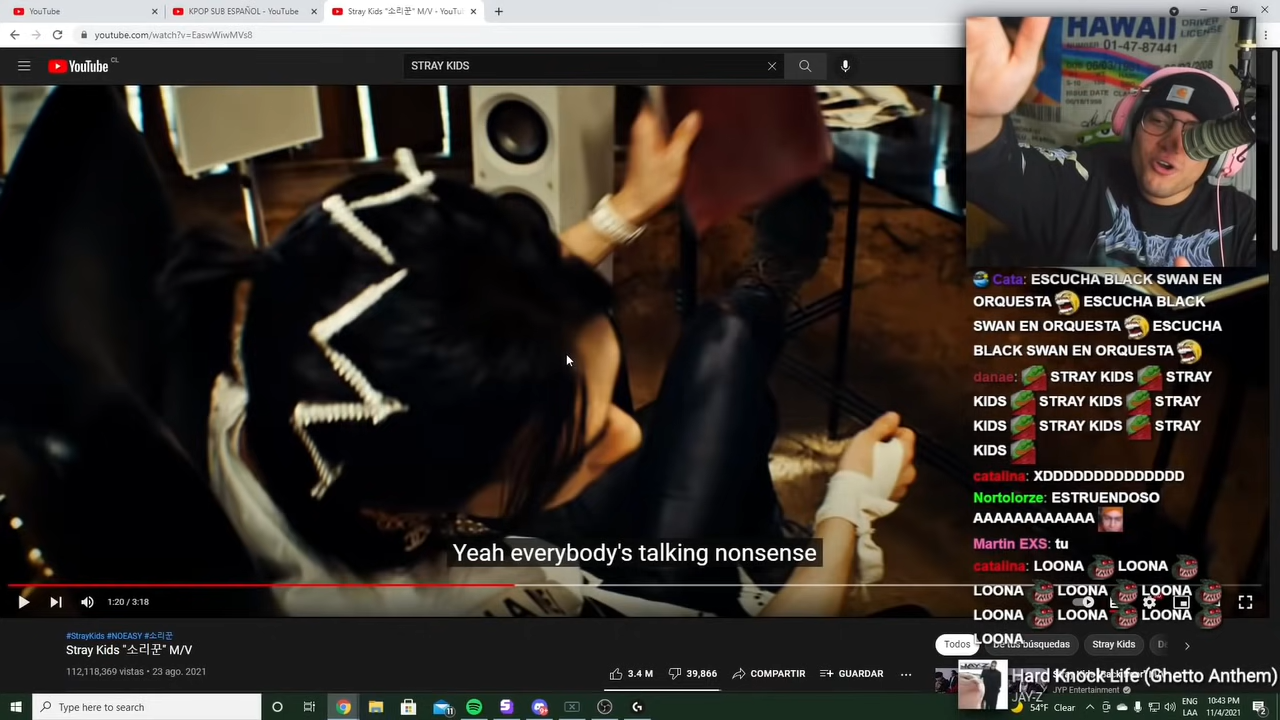 YouTube
KPOP SUB ESPAÑOL - YouTube
Stray Kids "소리꾼" M/V - YouTu
youtube.com/watch?v=EaswWiwMVs8
YouTube CL
STRAY KIDS
HAWAII
DRIVER LICENSE
NUMBER 01-47-87441
Cata: ESCUCHA BLACK SWAN EN
ORQUESTA ESCUCHA BLACK
SWAN EN ORQUESTA ESCUCHA
BLACK SWAN EN ORQUESTA
danae: STRAY KIDS STRAY
KIDS STRAY KIDS STRAY
KIDS STRAY KIDS STRAY
KIDS
catalina: XDDDDDDDDDDDDDDD
Nortolorze: ESTRUENDOSO
AAAAAAAAAAAA
Martin EXS: tu
catalina: LOONA LOONA
LOONA LOONA LOONA
LOONA LOONA LOONA
LOONA
Yeah everybody's talking nonsense
1:20 / 3:18
#StrayKids #NOEASY #소리꾼
Stray Kids "소리꾼" M/V
112,118,369 vistas • 23 ago. 2021
3.4 M
39,866
COMPARTIR
GUARDAR
Todos
De tus búsquedas
Stray Kids
De
Hard Knock Life (Ghetto Anthem)
JAY-Z
JYP Entertainment
Type here to search
54°F Clear
ENG
LAA
10:43 PM
11/4/2021
2